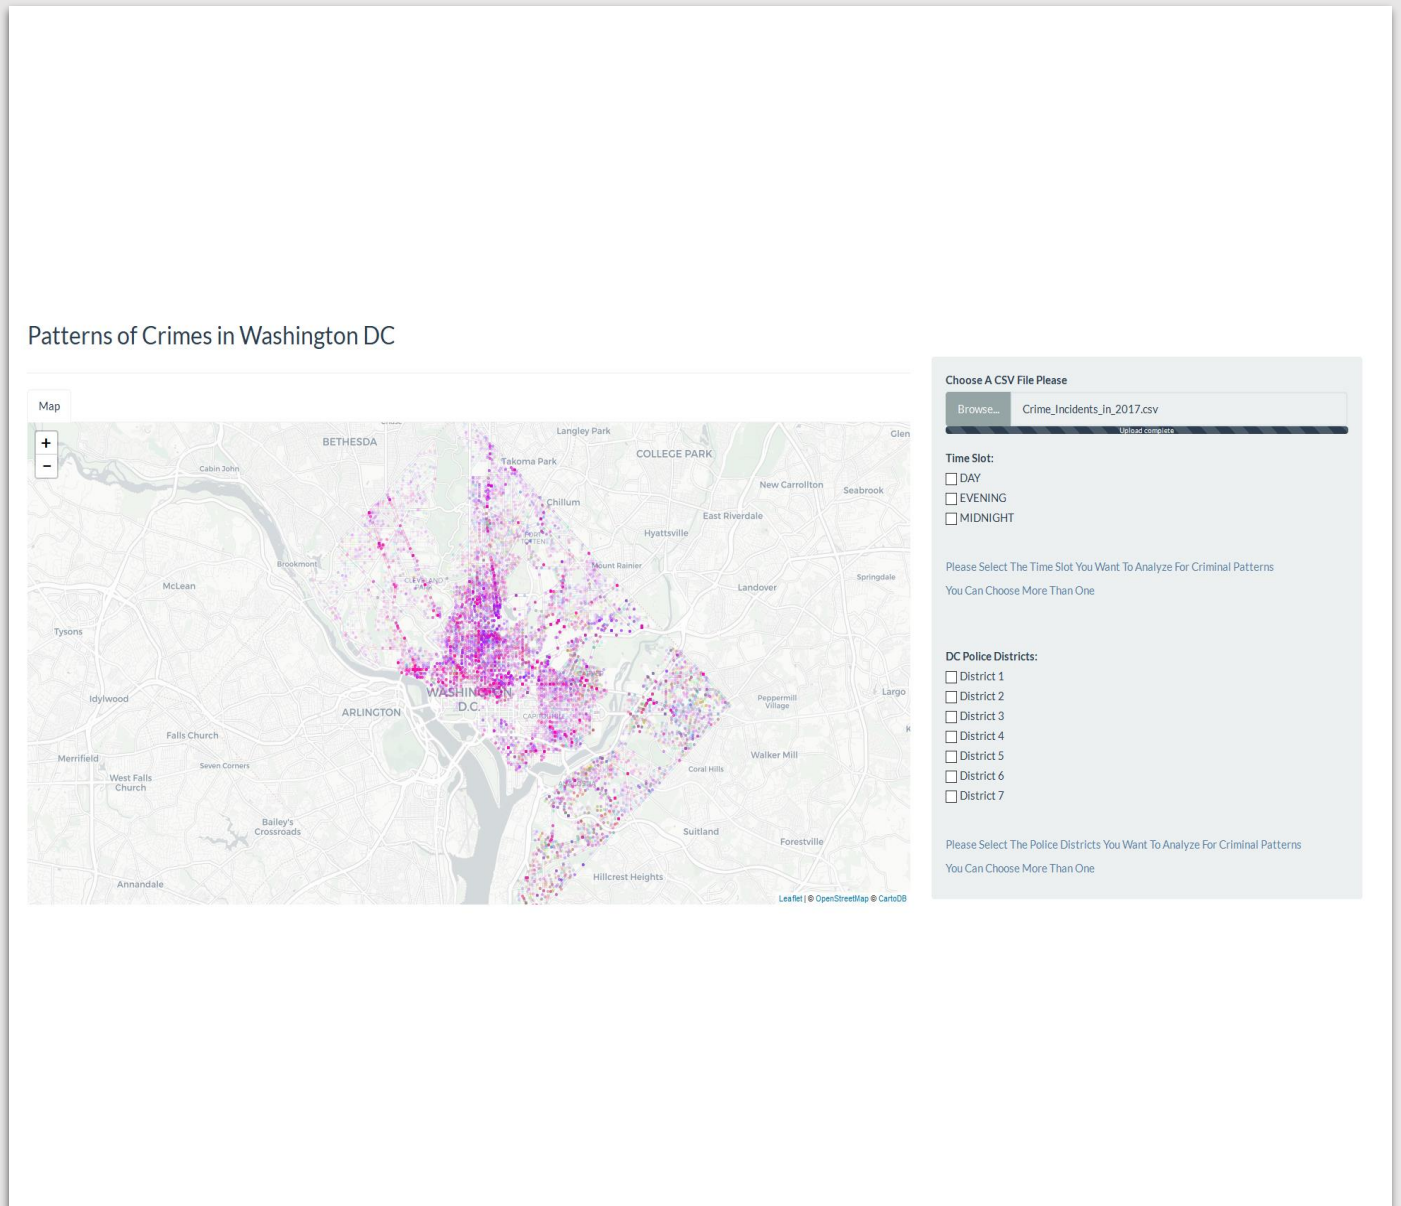 Patterns of Crimes in Washington DC
Map
+
−
BETHESDA
Langley Park
Glen
Cabin John
Takoma Park
COLLEGE PARK
New Carrollton
Seabrook
Chillum
East Riverdale
Hyattsville
Brookmont
Mount Rainier
Springdale
McLean
Landover
Tysons
WASHINGTON
D.C.
Idylwood
ARLINGTON
Peppermill
Village
Largo
Falls Church
Merrifield
Seven Corners
Walker Mill
West Falls
Church
Coral Hills
Bailey's
Crossroads
Suitland
Forestville
Annandale
Hillcrest Heights
Leaflet | © OpenStreetMap © CartoDB
Choose A CSV File Please
Browse... Crime_Incidents_in_2017.csv
Upload complete
Time Slot:
DAY
EVENING
MIDNIGHT
Please Select The Time Slot You Want To Analyze For Criminal Patterns
You Can Choose More Than One
DC Police Districts:
District 1
District 2
District 3
District 4
District 5
District 6
District 7
Please Select The Police Districts You Want To Analyze For Criminal Patterns
You Can Choose More Than One